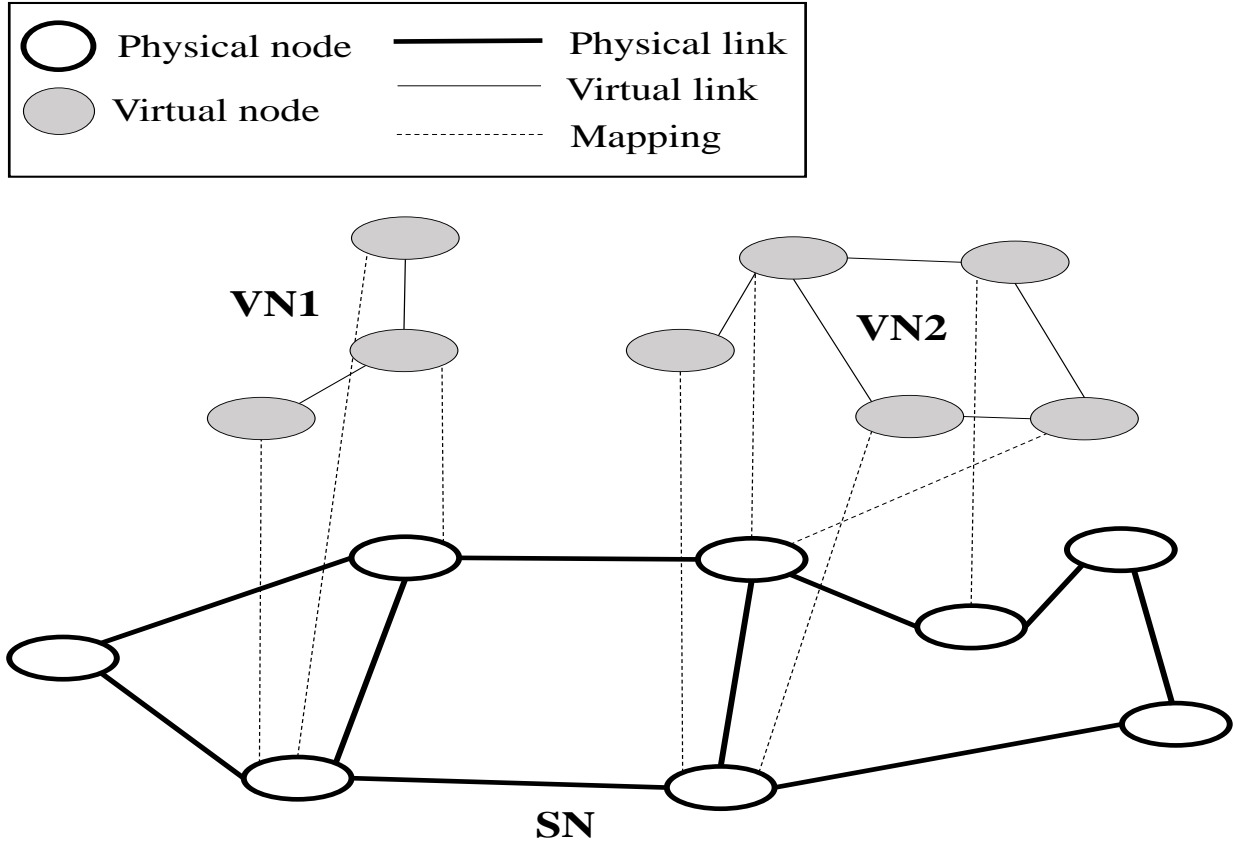 Physical node
Physical link
Virtual node
Virtual link
Mapping
VN1
VN2
SN